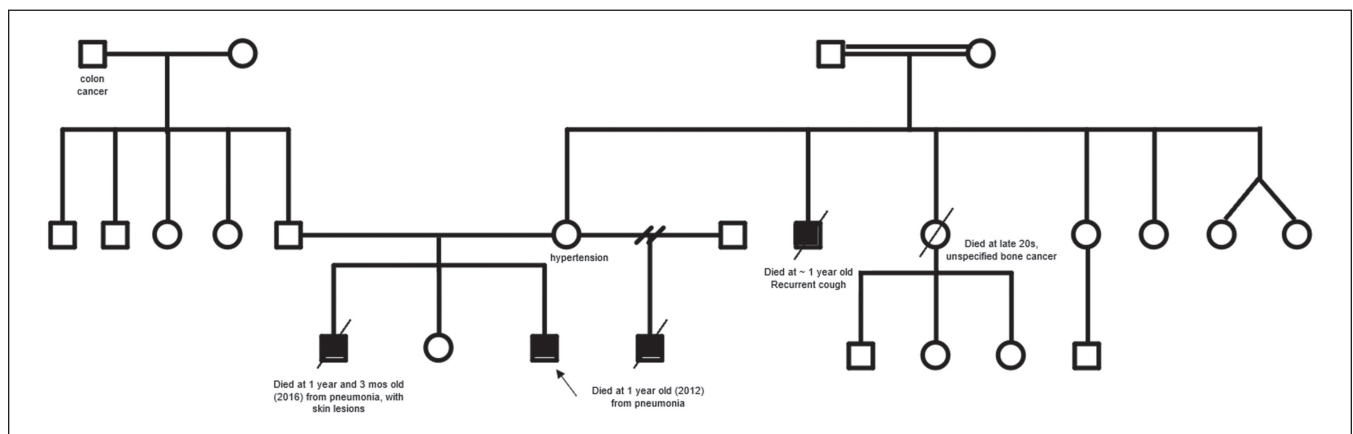 colon
cancer
hypertension
Died at ~ 1 year old
Recurrent cough
Died at late 20s,
unspecified bone cancer
Died at 1 year and 3 mos old
(2016) from pneumonia, with
skin lesions
Died at 1 year old (2012)
from pneumonia